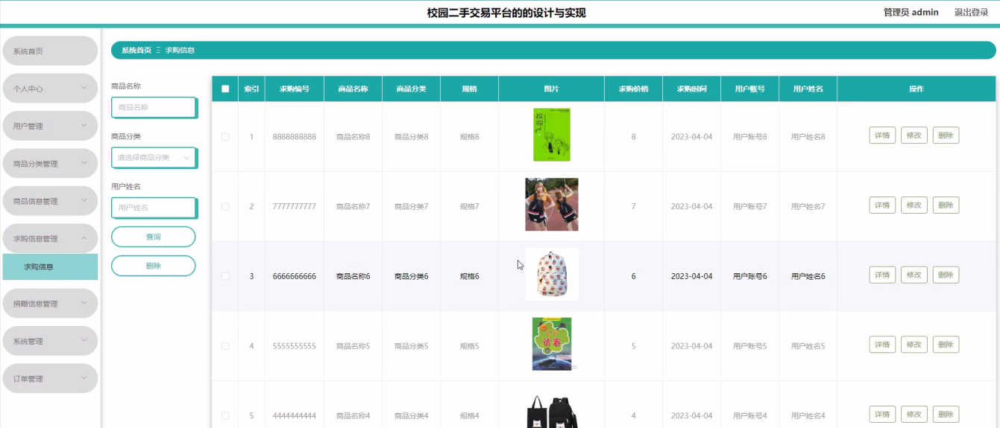 校园二手交易平台的的设计与实现
管理员 admin 退出登录
系统首页
个人中心
用户管理
商品分类管理
商品信息管理
求购信息管理
求购信息
捐赠信息管理
系统管理
订单管理
系统首页 Ξ 求购信息
商品名称
商品名称
商品分类
请选择商品分类
用户姓名
用户姓名
查询
删除
索引 求购编号 商品名称 商品分类 规格 图片 求购价格 求购时间 用户账号 用户姓名 操作
1 8888888888 商品名称8 商品分类8 规格8 8 2023-04-04 用户账号8 用户姓名8 详情 修改 删除
2 7777777777 商品名称7 商品分类7 规格7 7 2023-04-04 用户账号7 用户姓名7 详情 修改 删除
3 6666666666 商品名称6 商品分类6 规格6 6 2023-04-04 用户账号6 用户姓名6 详情 修改 删除
4 5555555555 商品名称5 商品分类5 规格5 访客 5 2023-04-04 用户账号5 用户姓名5 详情 修改 删除
5 4444444444 商品名称4 商品分类4 规格4 4 2023-04-04 用户账号4 用户姓名4 详情 修改 删除